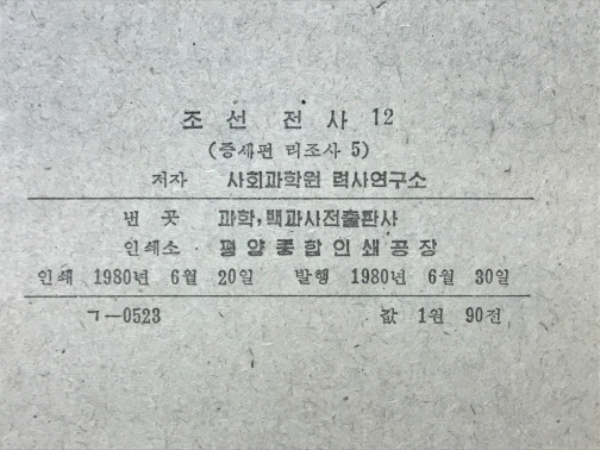 조선전사 12
(중세편 리조사 5)
저자 사회과학원 력사연구소
낸 곳 과학,백과사전출판사
인쇄소 평양종합인쇄공장
인쇄 1980년 6월 20일 발행 1980년 6월 30일
ㄱ—0523 값 1원 90전